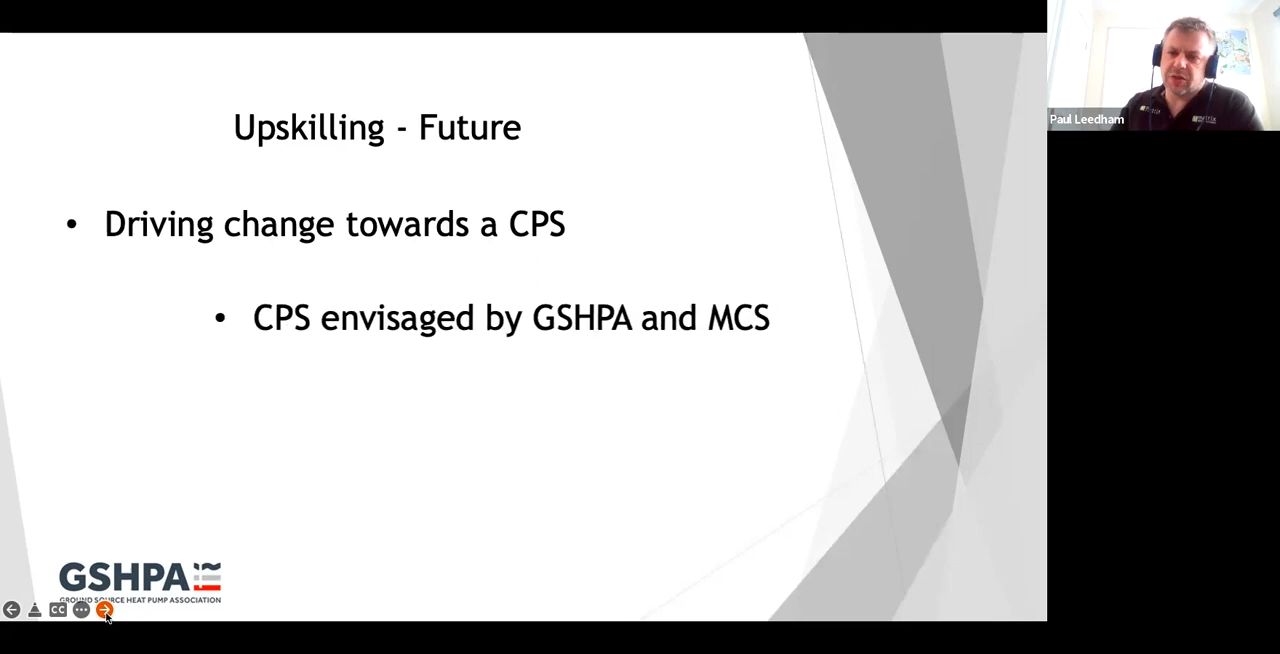 Upskilling - Future
• Driving change towards a CPS
• CPS envisaged by GSHPA and MCS
GSHPA
GROUND SOURCE HEAT PUMP ASSOCIATION
CC
Paul Leedham